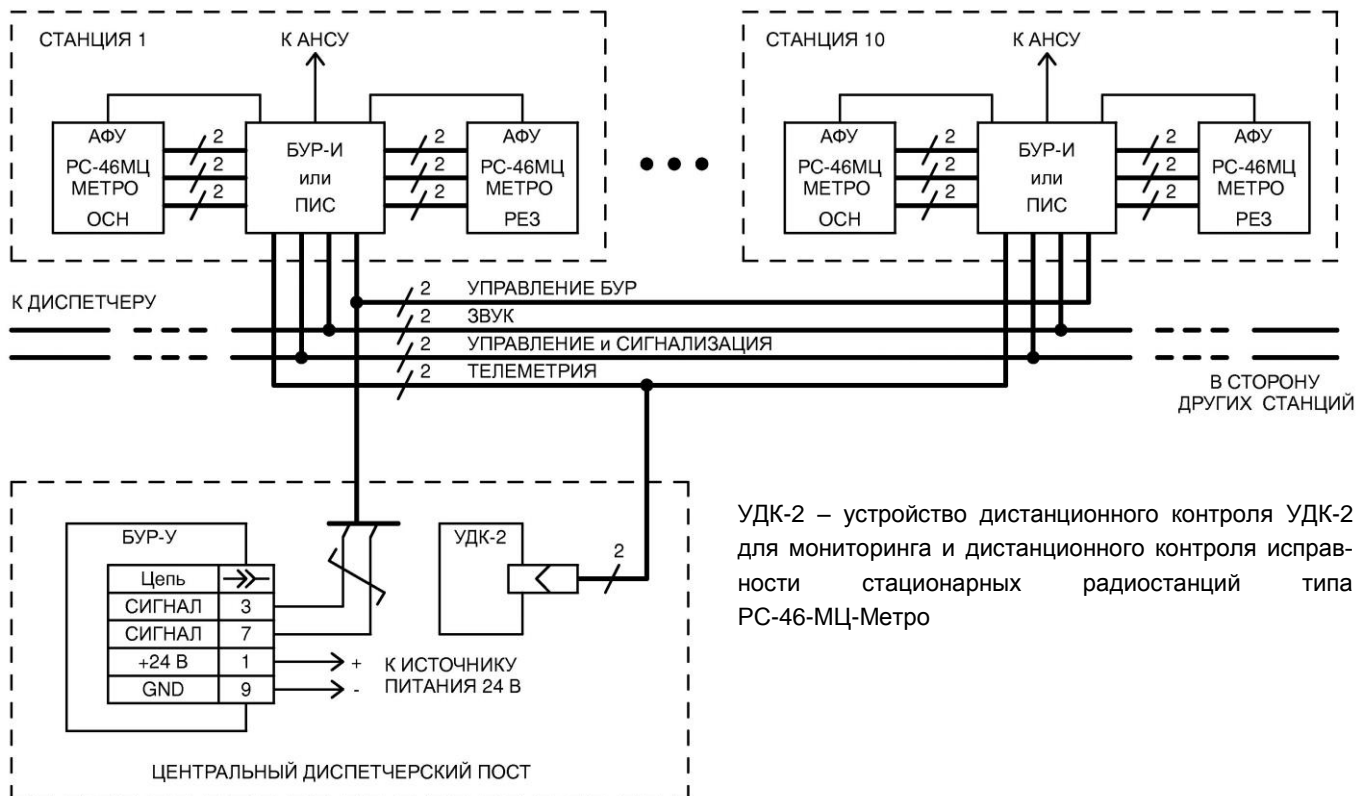 СТАНЦИЯ 1
К АНСУ
АФУ
РС-46МЦ
МЕТРО
ОСН
2
2
2
БУР-И
или
ПИС
2
2
2
АФУ
РС-46МЦ
МЕТРО
РЕЗ
СТАНЦИЯ 10
К АНСУ
АФУ
РС-46МЦ
МЕТРО
ОСН
2
2
2
БУР-И
или
ПИС
2
2
2
АФУ
РС-46МЦ
МЕТРО
РЕЗ
К ДИСПЕТЧЕРУ
2 УПРАВЛЕНИЕ БУР
2 ЗВУК
2 УПРАВЛЕНИЕ и СИГНАЛИЗАЦИЯ
2 ТЕЛЕМЕТРИЯ
В СТОРОНУ
ДРУГИХ СТАНЦИЙ
БУР-У
Цепь
СИГНАЛ 3
СИГНАЛ 7
+24 В 1
GND 9
+ К ИСТОЧНИКУ
- ПИТАНИЯ 24 В
УДК-2
2
ЦЕНТРАЛЬНЫЙ ДИСПЕТЧЕРСКИЙ ПОСТ
УДК-2 – устройство дистанционного контроля УДК-2
для мониторинга и дистанционного контроля исправ-
ности стационарных радиостанций типа
РС-46-МЦ-Метро